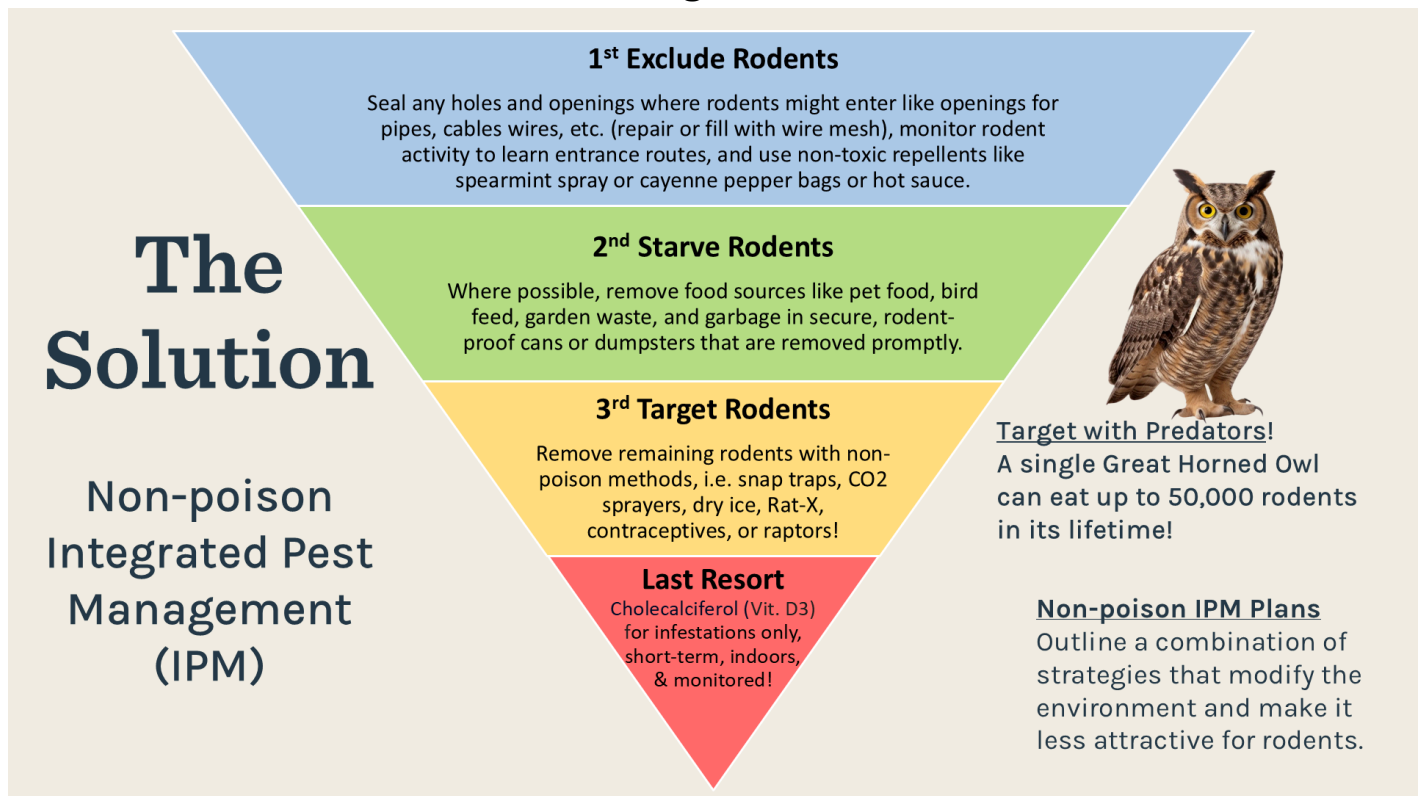 The
Solution
Non-poison
Integrated Pest
Management
(IPM)
1st Exclude Rodents
Seal any holes and openings where rodents might enter like openings for
pipes, cables wires, etc. (repair or fill with wire mesh), monitor rodent
activity to learn entrance routes, and use non-toxic repellents like
spearmint spray or cayenne pepper bags or hot sauce.
2nd Starve Rodents
Where possible, remove food sources like pet food, bird
feed, garden waste, and garbage in secure, rodent-
proof cans or dumpsters that are removed promptly.
3rd Target Rodents
Remove remaining rodents with non-
poison methods, i.e. snap traps, CO2
sprayers, dry ice, Rat-X,
contraceptives, or raptors!
Last Resort
Cholecalciferol (Vit. D3)
for infestations only,
short-term, indoors,
& monitored!
Target with Predators!
A single Great Horned Owl
can eat up to 50,000 rodents
in its lifetime!
Non-poison IPM Plans
Outline a combination of
strategies that modify the
environment and make it
less attractive for rodents.